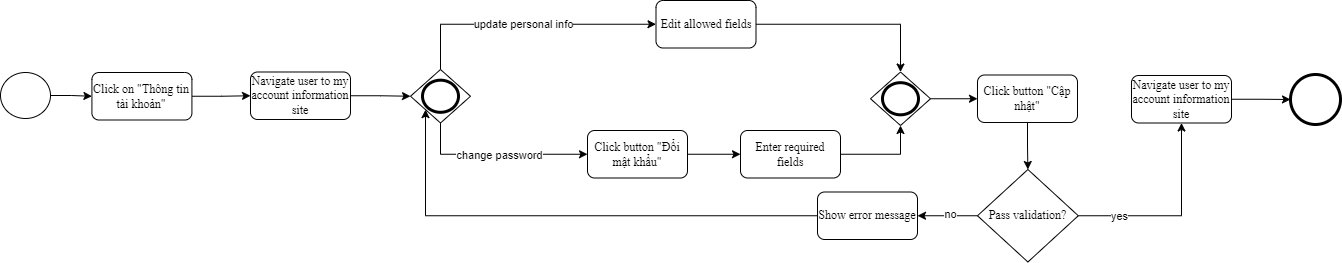 Click on "Thông tin
tài khoản"
Navigate user to my
account information
site
update personal info
Edit allowed fields
change password
Click button "Đổi
mật khẩu"
Enter required
fields
Click button "Cập
nhật"
Pass validation?
no
Show error message
yes
Navigate user to my
account information
site